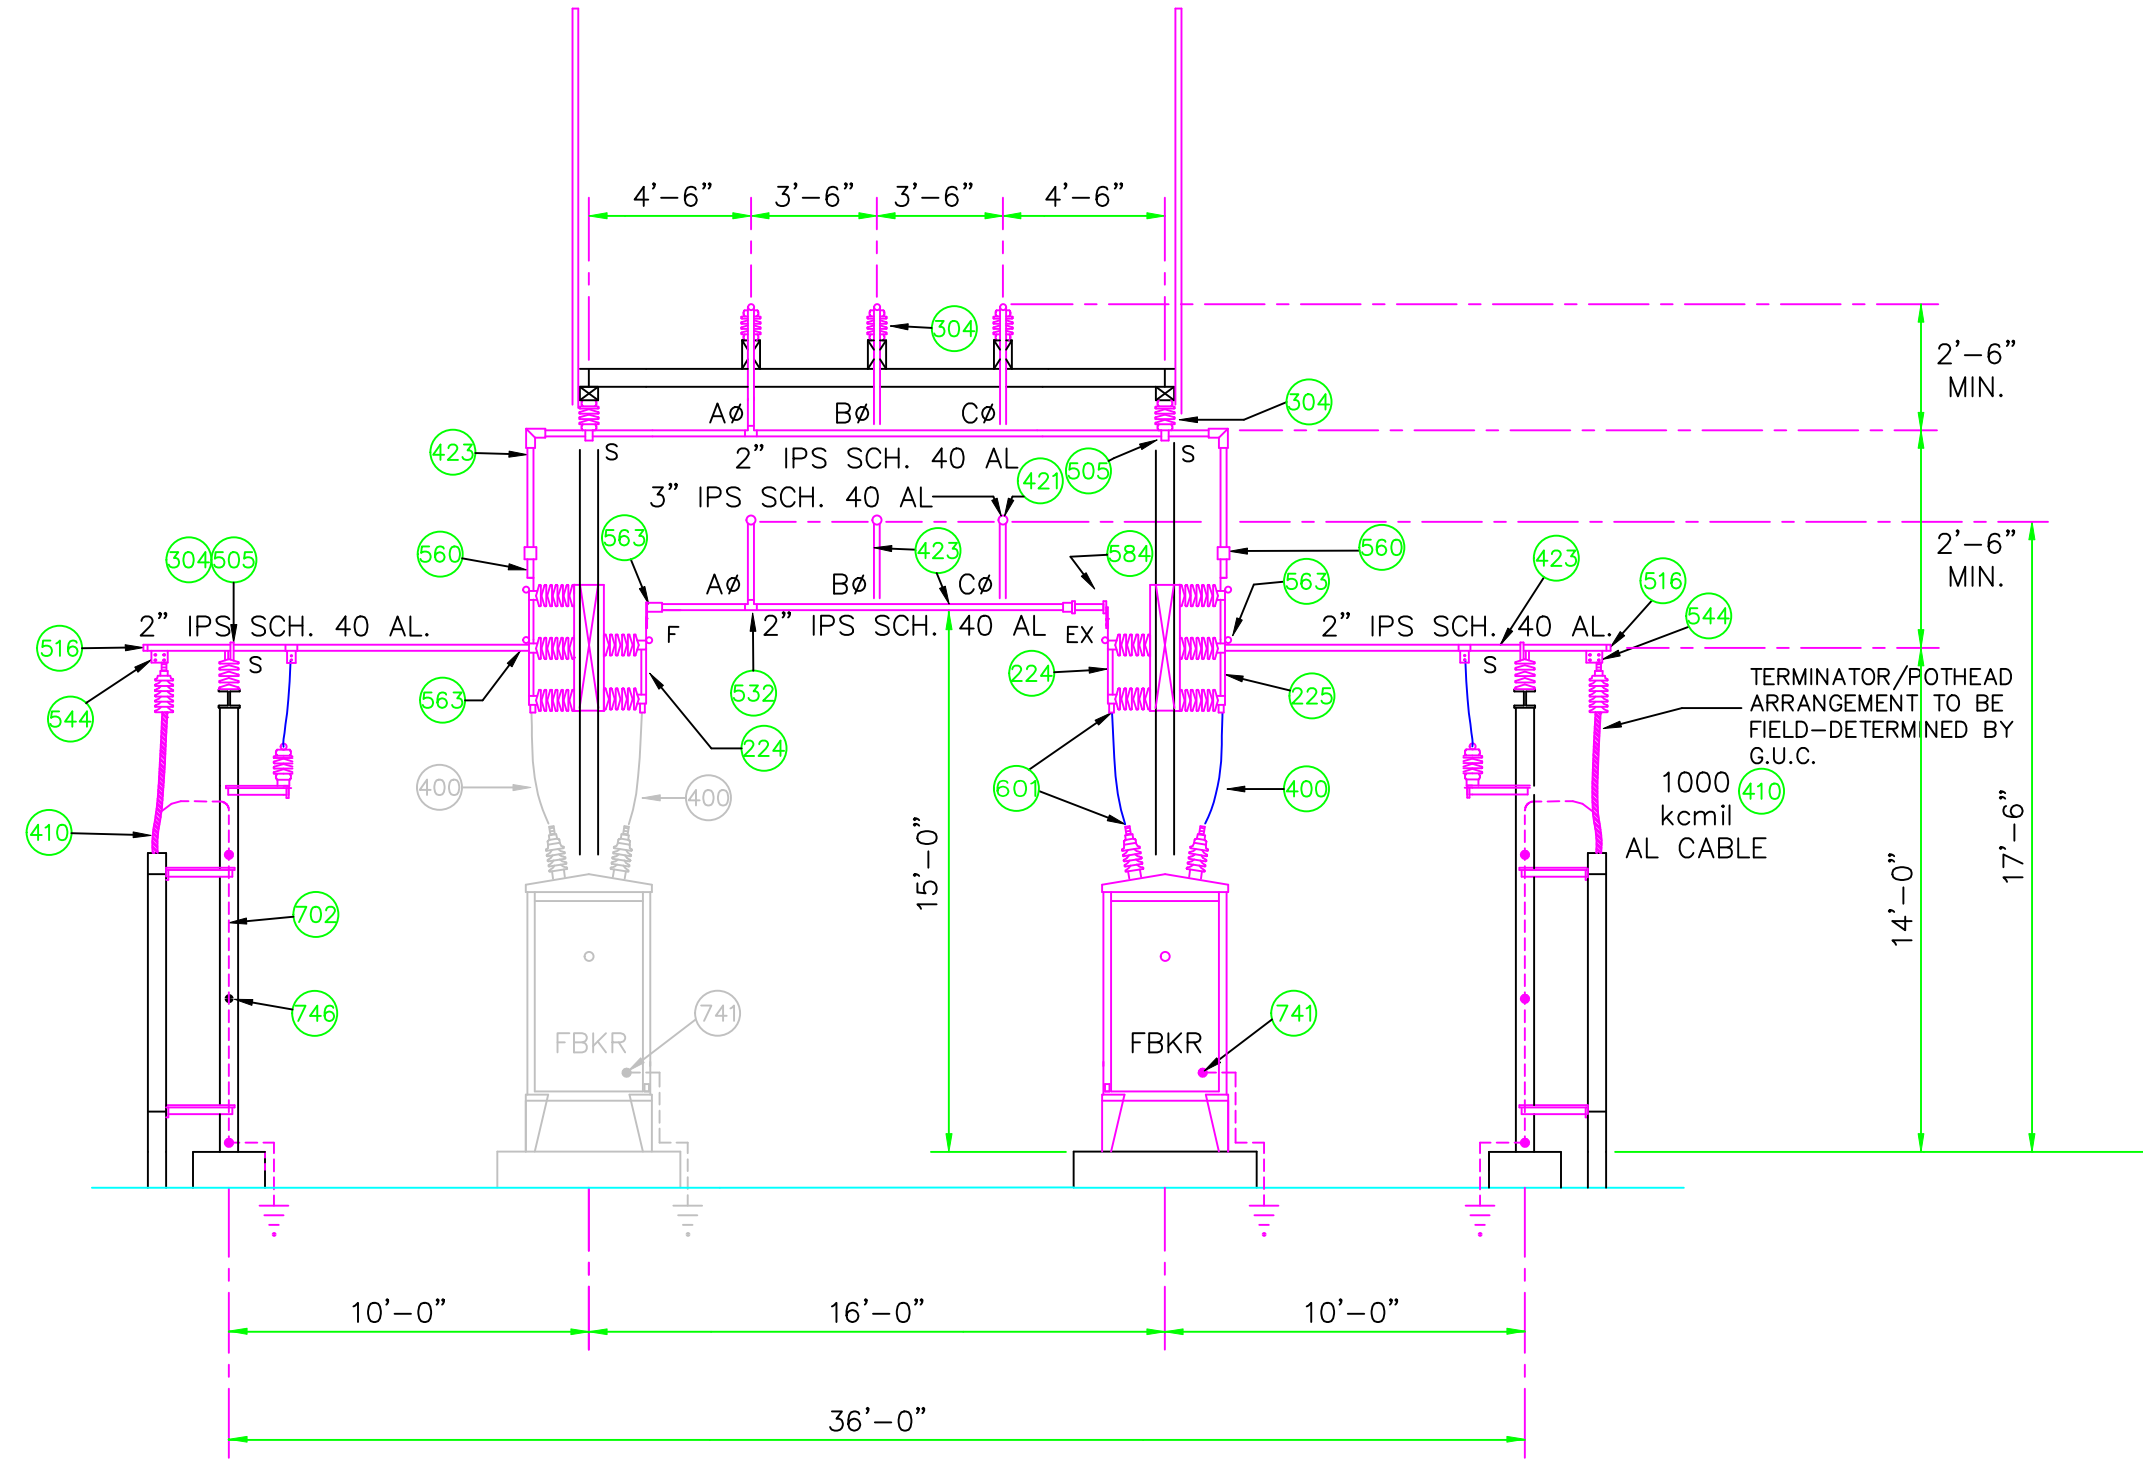 4'-6" 3'-6" 3'-6" 4'-6"
304
2'-6"
MIN.
304
AØ BØ CØ
423
S
2" IPS SCH. 40 AL
505
S
421
3" IPS SCH. 40 AL
563
560
423
584
560
2'-6"
MIN.
304 505
423
516
563
AØ BØ CØ
544
2" IPS SCH. 40 AL.
516
S
F
2" IPS SCH. 40 AL
EX
2" IPS SCH. 40 AL.
S
544
563
532
224
225
224
TERMINATOR/POTHEAD
ARRANGEMENT TO BE
FIELD-DETERMINED BY
G.U.C.
400
400
601
400
1000
kcmil
AL CABLE
410
410
15'-0"
14'-0"
17'-6"
702
746
741
741
FBKR
FBKR
10'-0" 16'-0" 10'-0"
36'-0"